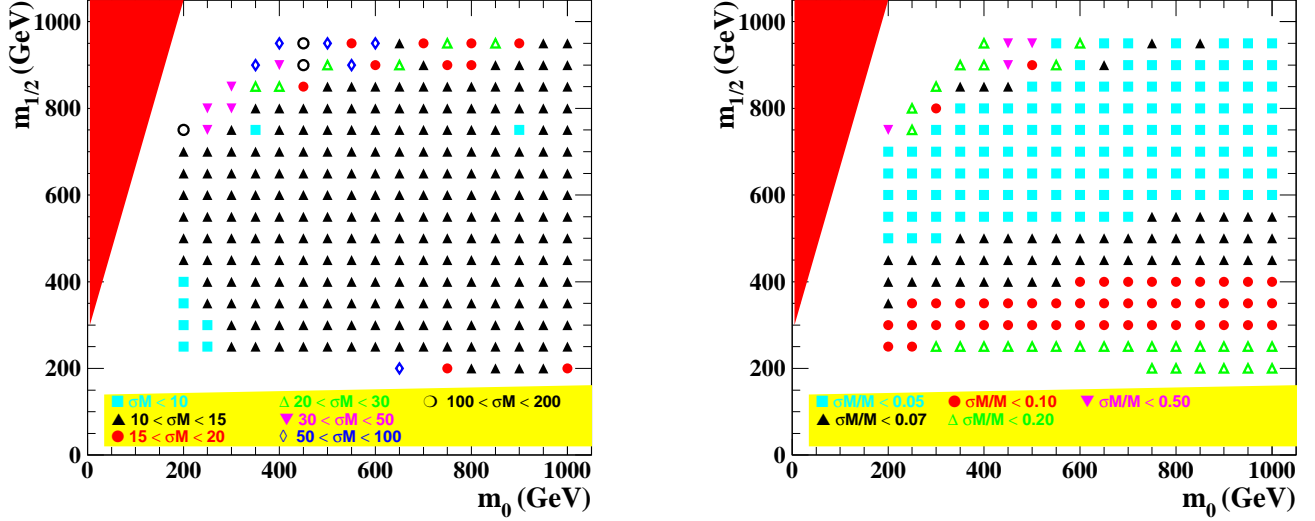 m1/2 (GeV)
1000
800
600
400
200
0
σM < 10
20 < σM < 30
100 < σM < 200
10 < σM < 15
30 < σM < 50
15 < σM < 20
50 < σM < 100
0 200 400 600 800 1000
m0 (GeV)
m1/2 (GeV)
1000
800
600
400
200
0
σM/M < 0.05
σM/M < 0.10
σM/M < 0.50
σM/M < 0.07
σM/M < 0.20
0 200 400 600 800 1000
m0 (GeV)